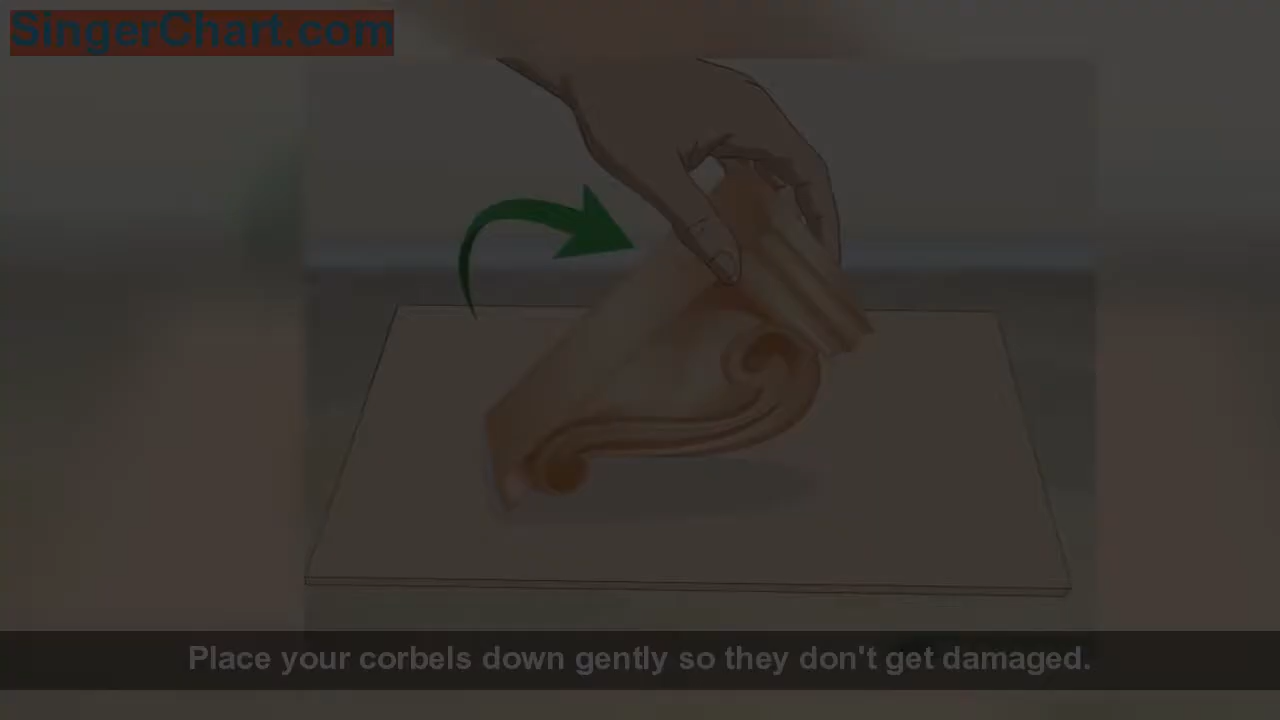 SingerChart.com
Place your corbels down gently so they don't get damaged.